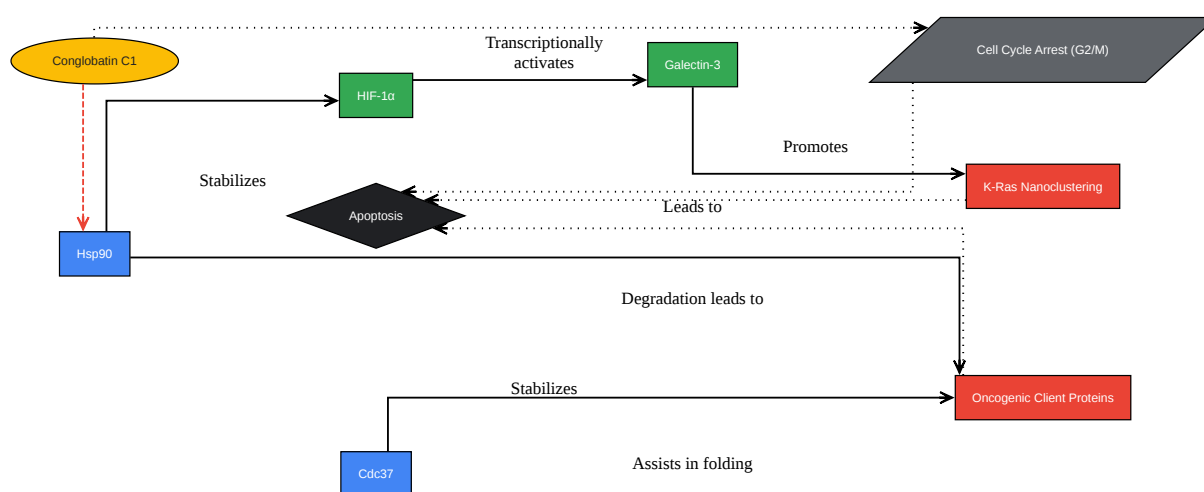 Transcriptionally
activates
Cell Cycle Arrest (G2/M)
Conglobatin C1
Galectin-3
HIF-1α
Promotes
Stabilizes
K-Ras Nanoclustering
Apoptosis
Leads to
Hsp90
Degradation leads to
Stabilizes
Oncogenic Client Proteins
Assists in folding
Cdc37